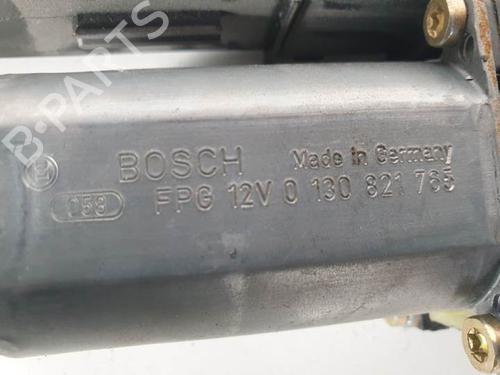 B-PARTS
BOSCH Made in Germany
058 FPG 12V 0 130 821 765